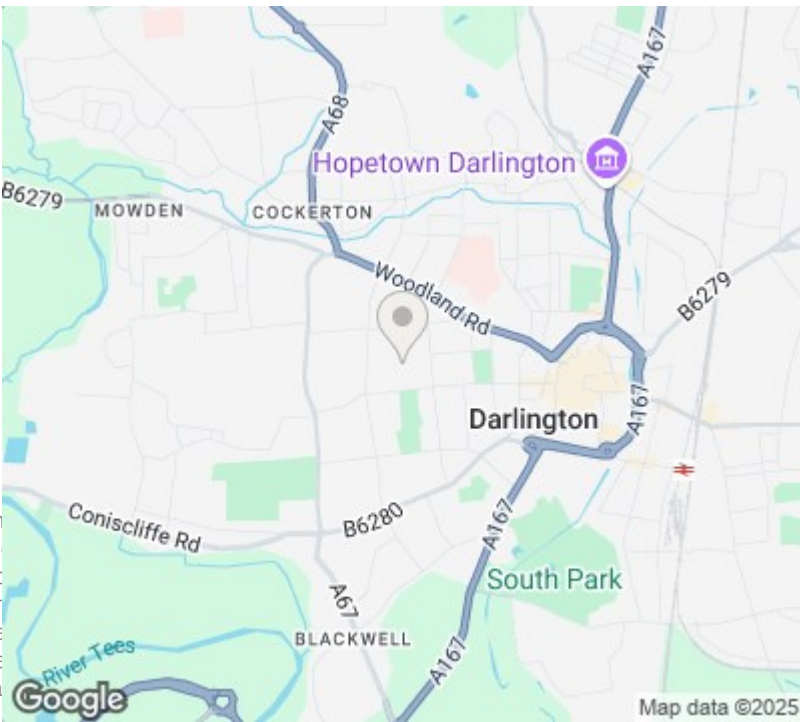 A167
A68
Hopetown Darlington
B6279
MOWDEN
COCKERTON
Woodland Rd
B6279
Darlington
A167
Coniscliffe Rd
B6280
A167
South Park
A67
BLACKWELL
A167
River Tees
Google
Map data ©2025